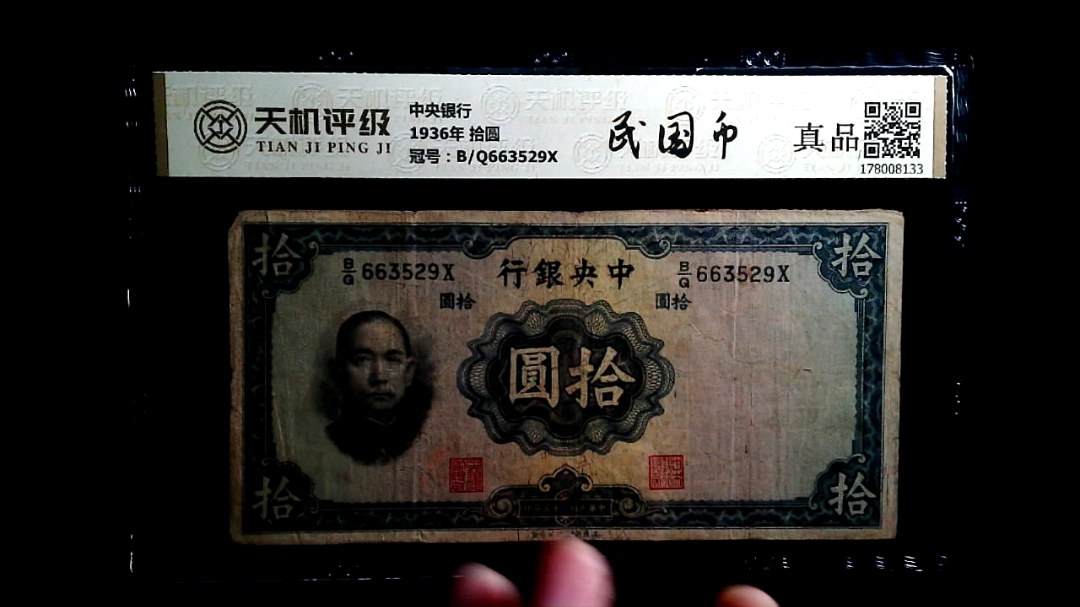 天机评级
TIAN JI PING JI
中央银行
1936年 拾圆
冠号：B/Q663529X
民国币
真品
178008133
拾
拾
B/Q 663529X
行銀央中
B/Q 663529X
圓拾
圓拾
圓拾
拾
拾